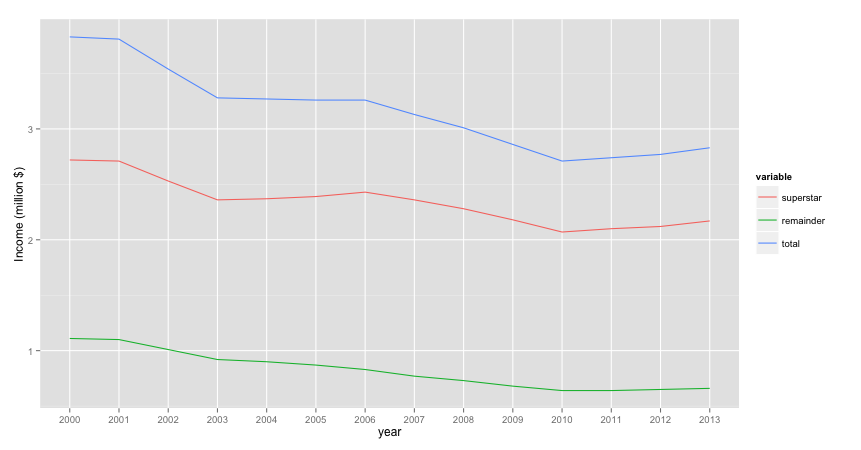 Income (million $)
3
2
1
2000 2001 2002 2003 2004 2005 2006 2007 2008 2009 2010 2011 2012 2013
year
variable
superstar
remainder
total